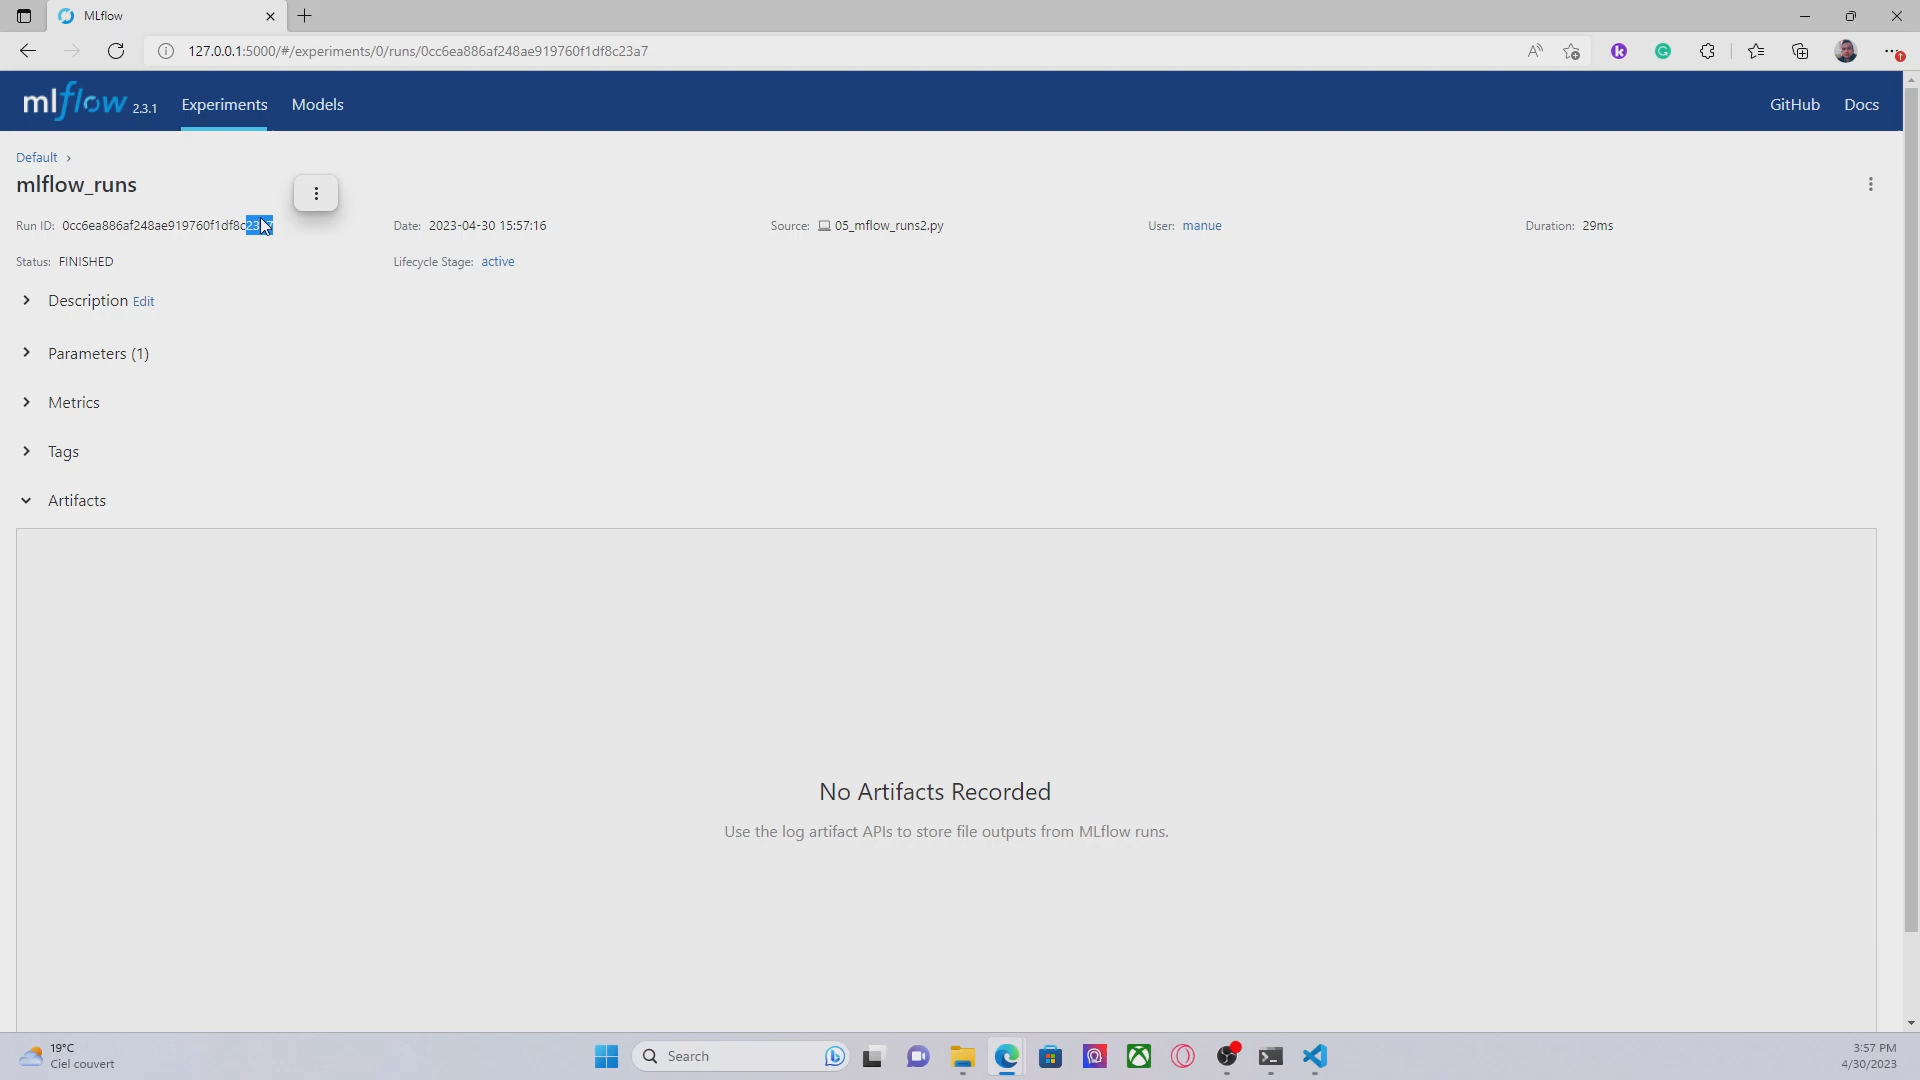 MLflow
127.0.0.1:5000/#/experiments/0/runs/0cc6ea886af248ae919760f1df8c23a7
mlflow 2.3.1 Experiments Models GitHub Docs
Default
mlflow_runs
Run ID: 0cc6ea886af248ae919760f1df8c23a7 Date: 2023-04-30 15:57:16 Source: 05_mflow_runs2.py User: manue Duration: 29ms
Status: FINISHED Lifecycle Stage: active
Description Edit
Parameters (1)
Metrics
Tags
Artifacts
No Artifacts Recorded
Use the log artifact APIs to store file outputs from MLflow runs.
19°C
Ciel couvert
Search
3:57 PM
4/30/2023